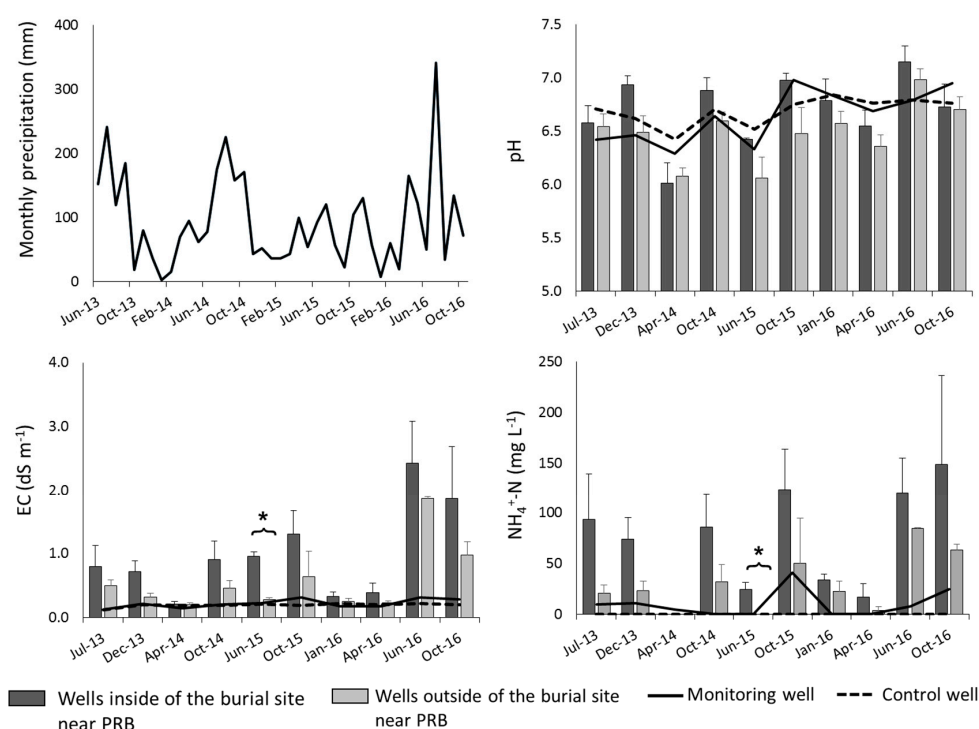 400
300
200
100
0
Monthly precipitation (mm)
Jun-13
Oct-13
Feb-14
Jun-14
Oct-14
Feb-15
Jun-15
Oct-15
Feb-16
Jun-16
Oct-16
7.5
7.0
6.5
6.0
5.5
5.0
pH
Jul-13
Dec-13
Apr-14
Oct-14
Jun-15
Oct-15
Jan-16
Apr-16
Jun-16
Oct-16
4.0
3.0
2.0
1.0
0.0
EC (dS m⁻¹)
*
Jul-13
Dec-13
Apr-14
Oct-14
Jun-15
Oct-15
Jan-16
Apr-16
Jun-16
Oct-16
250
200
150
100
50
0
NH₄⁺-N (mg L⁻¹)
*
Jul-13
Dec-13
Apr-14
Oct-14
Jun-15
Oct-15
Jan-16
Apr-16
Jun-16
Oct-16
Wells inside of the burial site
near PRB
Wells outside of the burial site
near PRB
Monitoring well
Control well